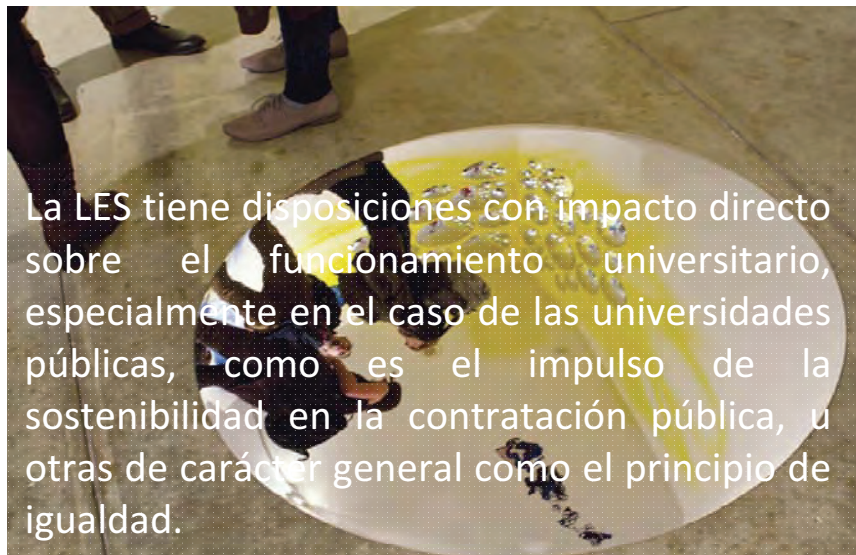 La LES tiene disposiciones con impacto directo
sobre el funcionamiento universitario,
especialmente en el caso de las universidades
públicas, como es el impulso de la
sostenibilidad en la contratación pública, u
otras de carácter general como el principio de
igualdad.